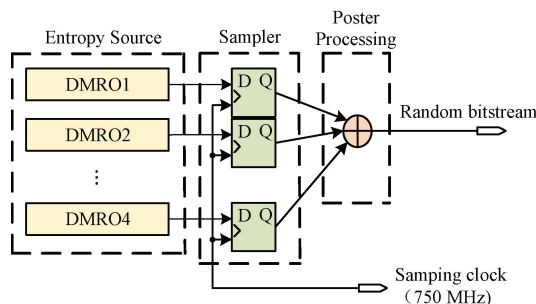 Poster
Processing
Entropy Source
Sampler
DMRO1
D Q
Random bitstream
DMRO2
D Q
...
DMRO4
D Q
Samping clock
(750 MHz)